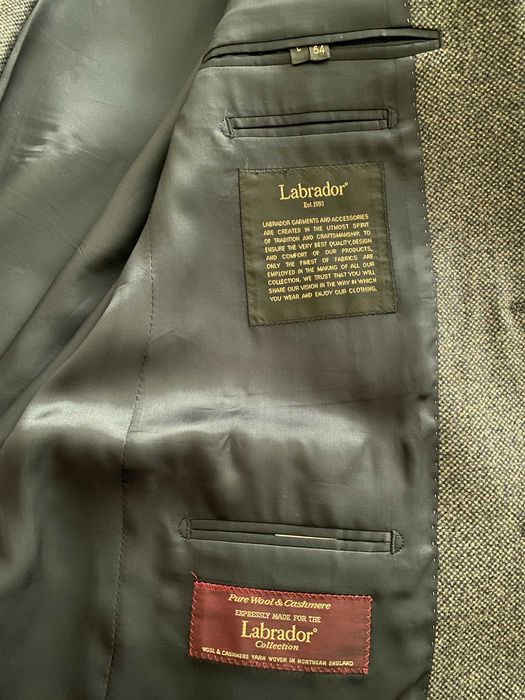 54
Labrador®
Est. 1991
LABRADOR GARMENTS AND ACCESSORIES
ARE CREATED IN THE UTMOST SPIRIT
OF TRADITION AND CRAFTSMANSHIP, TO
ENSURE THE VERY BEST QUALITY, DESIGN
AND COMFORT OF OUR PRODUCTS,
ONLY THE FINEST OF FABRICS ARE
EMPLOYED IN THE MAKING OF ALL OUR
COLLECTION. WE TRUST THAT YOU WILL
SHARE OUR VISION IN THE WAY IN WHICH
YOU WEAR AND ENJOY OUR CLOTHING.
Pure Wool & Cashmere
EXPRESSLY MADE FOR THE
Labrador®
Collection
WOOL & CASHMERE YARN WOVEN IN NORTHERN ENGLAND